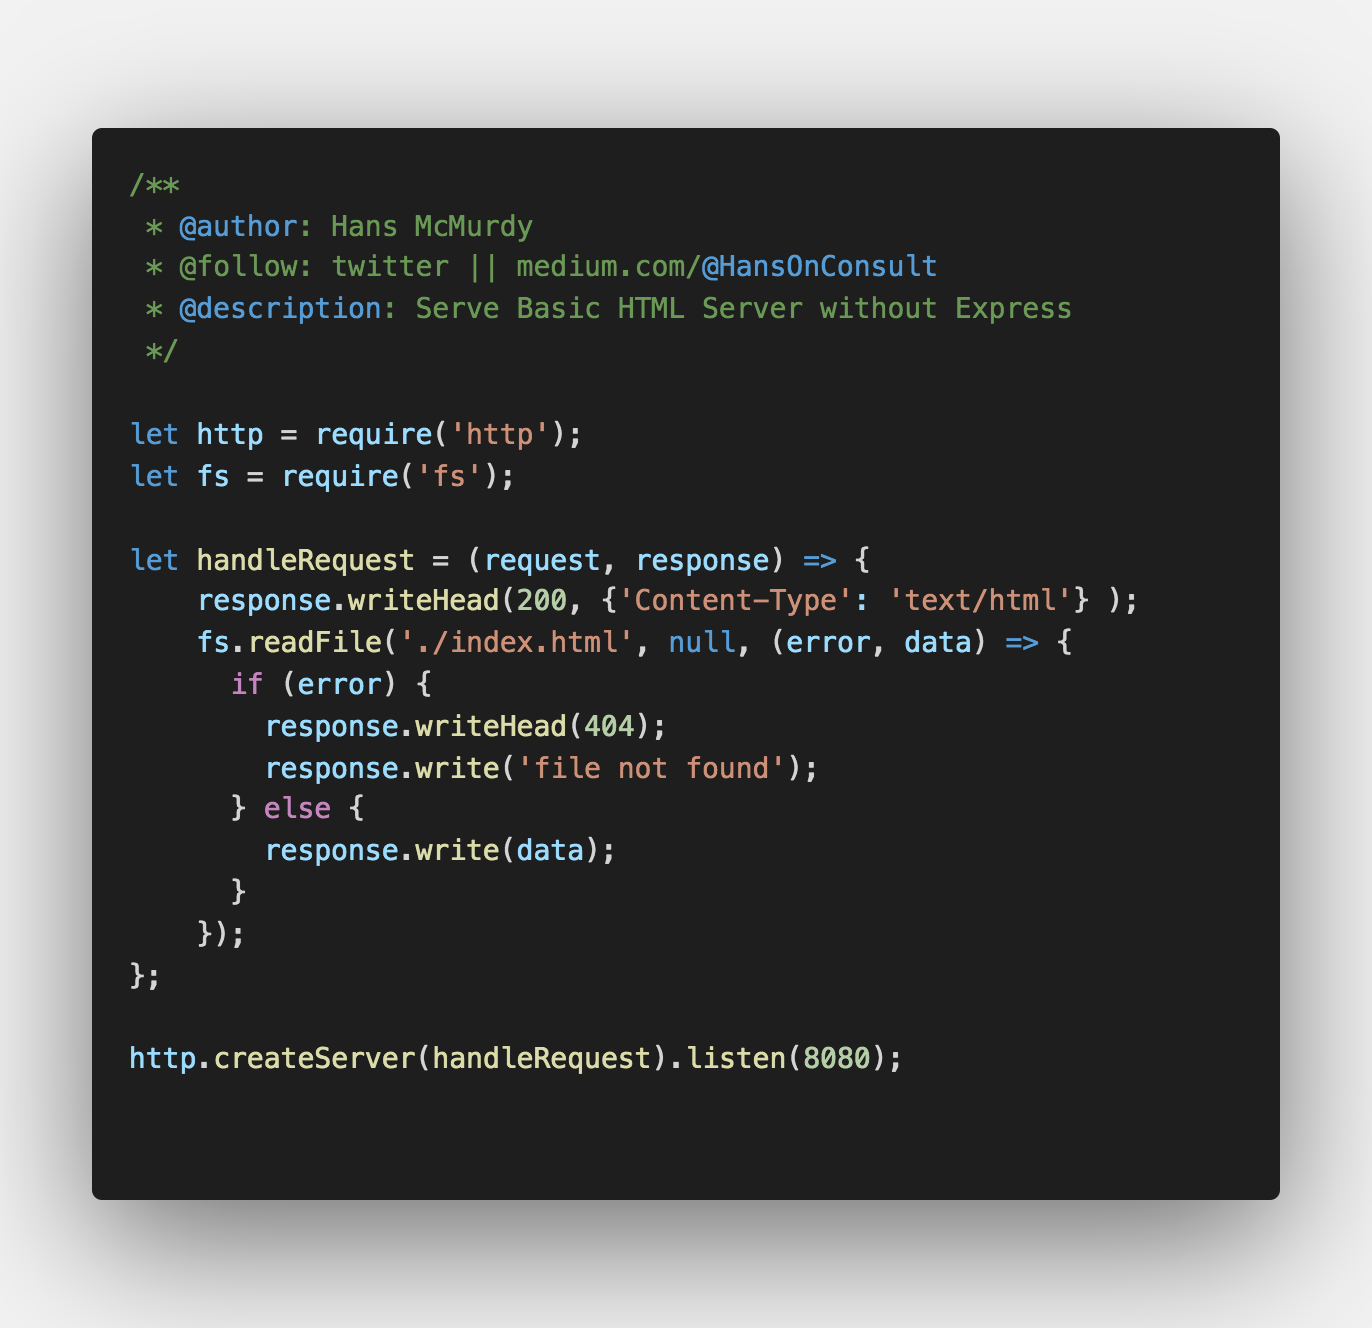 /**
 * @author: Hans McMurdy
 * @follow: twitter || medium.com/@HansOnConsult
 * @description: Serve Basic HTML Server without Express
 */

let http = require('http');
let fs = require('fs');

let handleRequest = (request, response) => {
    response.writeHead(200, {'Content-Type': 'text/html'} );
    fs.readFile('./index.html', null, (error, data) => {
      if (error) {
        response.writeHead(404);
        response.write('file not found');
      } else {
        response.write(data);
      }
    });
};

http.createServer(handleRequest).listen(8080);